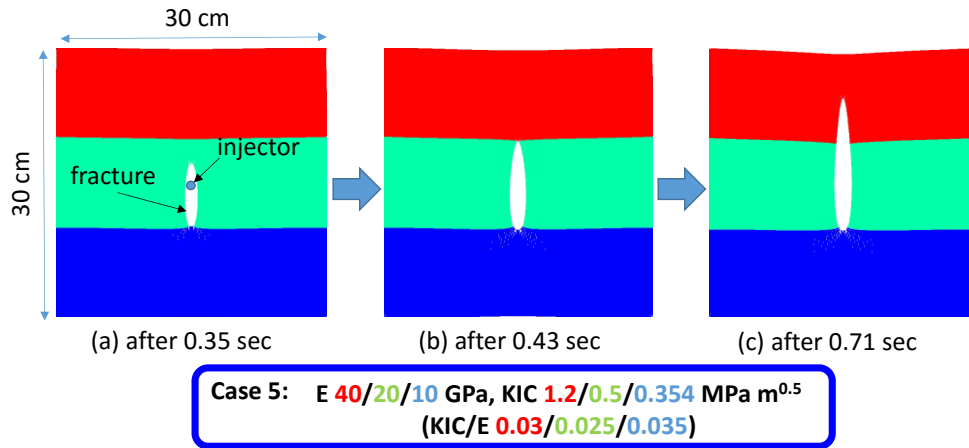 30 cm
30 cm
injector
fracture
(a) after 0.35 sec
(b) after 0.43 sec
(c) after 0.71 sec
Case 5: E 40/20/10 GPa, KIC 1.2/0.5/0.354 MPa m⁰·⁵
(KIC/E 0.03/0.025/0.035)